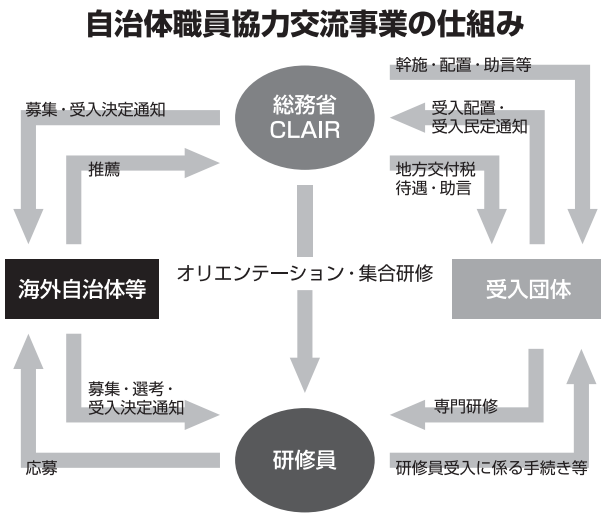 自治体職員協力交流事業の仕組み
幹施・配置・助言等
総務省
CLAIR
募集・受入決定通知
受入配置・
受入民定通知
推薦
地方交付税
待遇・助言
海外自治体等
オリエンテーション・集合研修
受入団体
募集・選考・
受入決定通知
専門研修
研修員
応募
研修員受入に係る手続き等